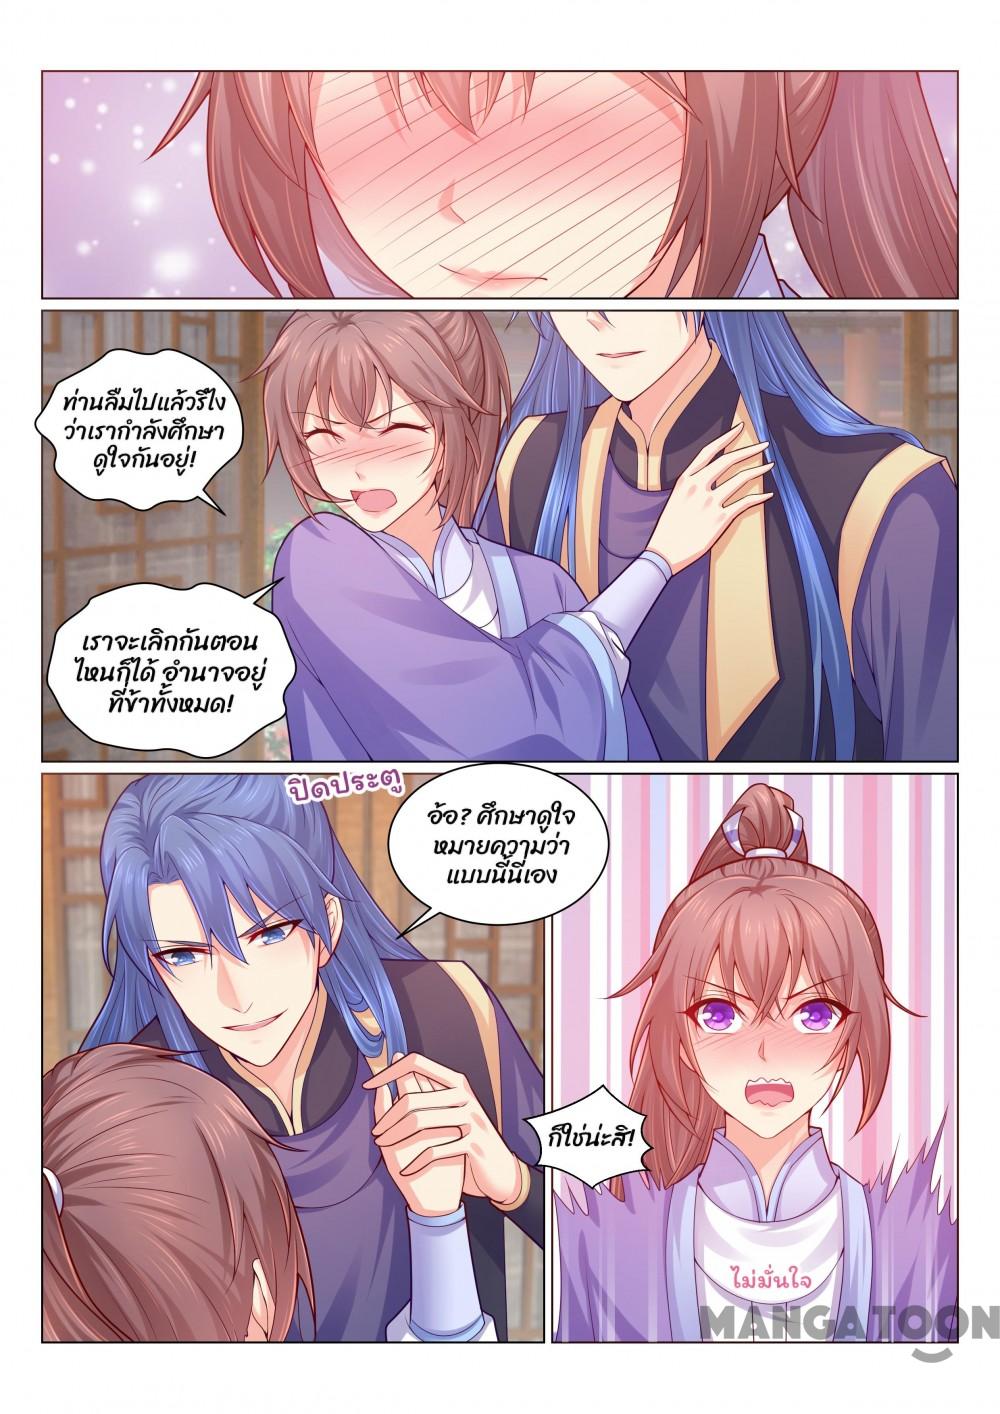 ท่านลืมไปแล้วรึไง
ว่าเรากำลังศึกษา
ดูใจกันอยู่!
เราจะเลิกกันตอน
ไหนก็ได้ อำนาจอยู่
ที่ข้าทั้งหมด!
ปิดประตู
อ้อ? ศึกษาดูใจ
หมายความว่า
แบบนี้นี่เอง
ก็ใช่น่ะสิ!
ไม่มั่นใจ
MANGATOON